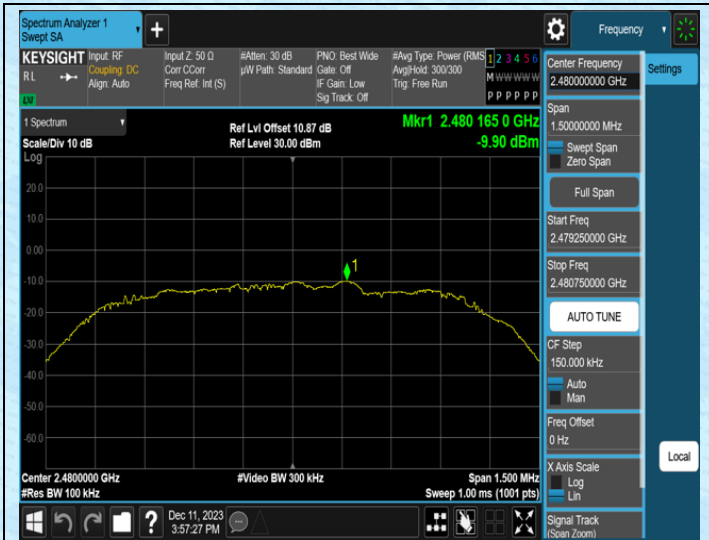 Spectrum Analyzer 1
Swept SA
+
Frequency
KEYSIGHT
RL
LXI
Input: RF
Coupling: DC
Align: Auto
Input Z: 50 Ω
Corr CCorr
Freq Ref: Int (S)
#Atten: 30 dB
µW Path: Standard
PNO: Best Wide
Gate: Off
IF Gain: Low
Sig Track: Off
#Avg Type: Power (RMS
Avg|Hold: 300/300
Trig: Free Run
1 2 3 4 5 6
M W W W W W
P P P P P P
1 Spectrum
Scale/Div 10 dB
Log
Ref Lvl Offset 10.87 dB
Ref Level 30.00 dBm
Mkr1 2.480 165 0 GHz
-9.90 dBm
20.0
10.0
0.00
-10.0
-20.0
-30.0
-40.0
-50.0
-60.0
1
Center 2.4800000 GHz
#Res BW 100 kHz
#Video BW 300 kHz
Span 1.500 MHz
Sweep 1.00 ms (1001 pts)
?
Dec 11, 2023
3:57:27 PM
Center Frequency
2.480000000 GHz
Settings
Span
1.50000000 MHz
Swept Span
Zero Span
Full Span
Start Freq
2.479250000 GHz
Stop Freq
2.480750000 GHz
AUTO TUNE
CF Step
150.000 kHz
Auto
Man
Freq Offset
0 Hz
X Axis Scale
Log
Lin
Local
Signal Track
(Span Zoom)